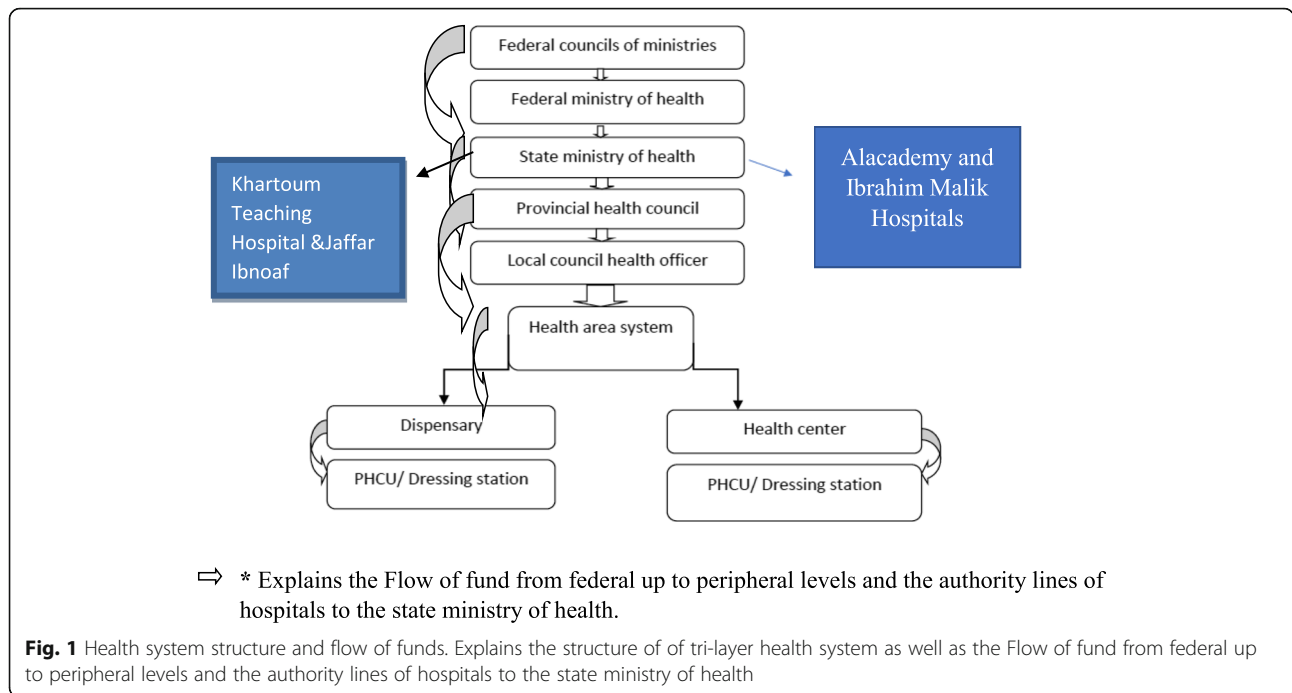 Federal councils of ministries
Federal ministry of health
State ministry of health
Khartoum
Teaching
Hospital &Jaffar
Ibnoaf
Alacademy and
Ibrahim Malik
Hospitals
Provincial health council
Local council health officer
Health area system
Dispensary
Health center
PHCU/ Dressing station
PHCU/ Dressing station
⇨ * Explains the Flow of fund from federal up to peripheral levels and the authority lines of
hospitals to the state ministry of health.
Fig. 1 Health system structure and flow of funds. Explains the structure of of tri-layer health system as well as the Flow of fund from federal up
to peripheral levels and the authority lines of hospitals to the state ministry of health